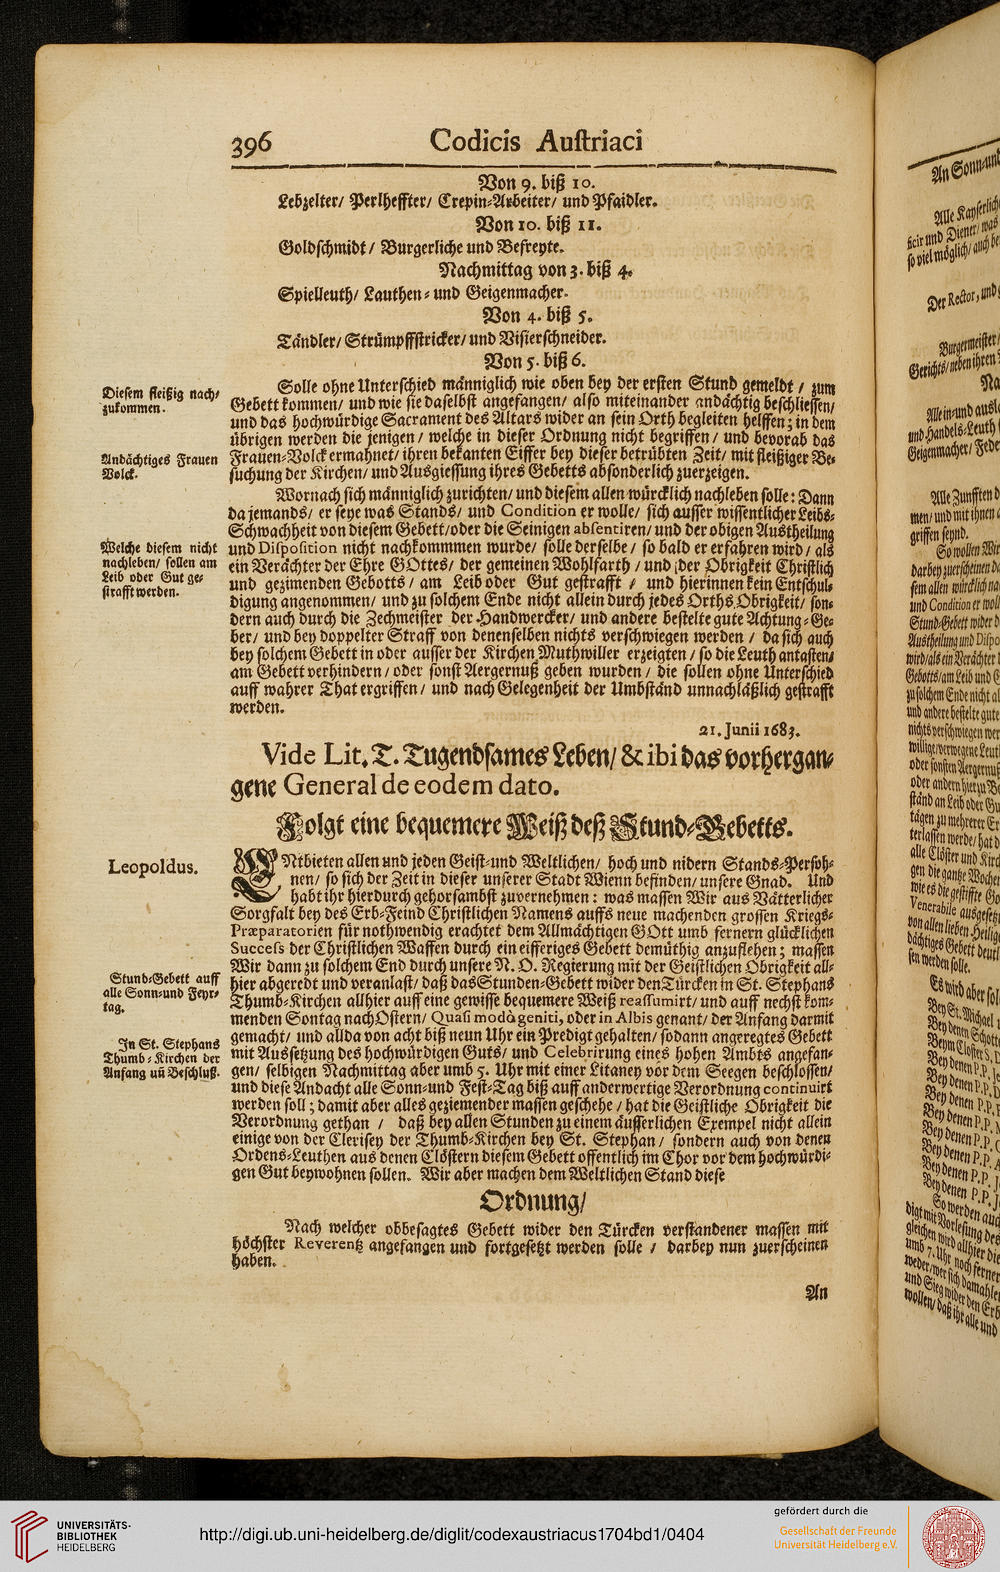 396 Codicis Auſtriaci
Von 9. biß 10.
Lebzelter/ Perlheffter/ Crepin-Arbeiter/ und Pfaidler.
Von 10. biß 11.
Goldſchmidt/ Burgerliche und Befreyte.
Nachmittag von 3. biß 4.
Spielleuth/ Lauthen- und Geigenmacher.
Von 4. biß 5.
Tändler/ Strümpffſtricker/ und Viſierſchneider.
Von 5. biß 6.
Dieſem fleißig nach/
zukommen.
Solle ohne Unterſchied männiglich wie oben bey der erſten Stund gemeldt / zum
Gebett kommen/ und wie ſie daſelbſt angefangen/ alſo miteinander andächtig beſchlieſſen/
und das hochwürdige Sacrament des Altars wider an ſein Orth begleiten helffen; in dem
übrigen werden die jenigen/ welche in dieſer Ordnung nicht begriffen/ und bevorab das
Andächtiges Frauen
Volck.
Frauen-Volck ermahnet/ ihren bekanten Eiffer bey dieſer betrübten Zeit/ mit fleißiger Be-
ſuchung der Kirchen/ und Ausgieſſung ihres Gebetts abſonderlich zuerzeigen.
Wornach ſich männiglich zurichten/ und dieſem allen würcklich nachleben ſolle: Dann
da jemands/ er ſeye was Stands/ und Condition er wolle/ ſich auſſer wiſſentlicher Leibs-
Schwachheit von dieſem Gebett/ oder die Seinigen abſentiren/ und der obigen Austheilung
Welche dieſem nicht
nachleben/ ſollen am
Leib oder Gut ge-
ſtrafft werden.
und Diſpoſition nicht nachkommmen wurde/ ſolle derſelbe / ſo bald er erfahren wird / als
ein Verächter der Ehre GOttes/ der gemeinen Wohlfarth / und der Obrigkeit Chriſtlich
und gezimenden Gebotts / am Leib oder Gut geſtrafft / und hierinnen kein Entſchul-
digung angenommen/ und zu ſolchem Ende nicht allein durch jedes Orths Obrigkeit/ ſon-
dern auch durch die Zechmeiſter der Handwercker/ und andere beſtelte gute Achtung-Ge-
ber/ und bey doppelter Straff von denenſelben nichts verſchwiegen werden / da ſich auch
bey ſolchem Gebett in oder auſſer der Kirchen Muthwiller erzeigten / ſo die Leuth antaſten/
am Gebett verhindern / oder ſonſt Aergernuß geben wurden / die ſollen ohne Unterſchied
auff wahrer That ergriffen / und nach Gelegenheit der Umbſtänd unnachläßlich geſtrafft
werden.
21. Junii 1683.
Vide Lit. T. Tugendſames Leben/ & ibi das vorhergan-
gene General de eodem dato.
Folgt eine bequemere Weiß deß Stund-Gebetts.
Leopoldus.
WIr
Entbieten allen und jeden Geiſt-und Weltlichen/ hoch und nidern Stands-Perſoh-
nen/ ſo ſich der Zeit in dieſer unſerer Stadt Wienn befinden/ unſere Gnad. Und
habt ihr hierdurch gehorſambſt zuvernehmen: was maſſen Wir aus Vätterlicher
Sorgfalt bey des Erb-Feind Chriſtlichen Namens auffs neue machenden groſſen Kriegs-
Præparatorien für nothwendig erachtet dem Allmächtigen GOtt umb fernern glücklichen
Succeſs der Chriſtlichen Waffen durch ein eifferiges Gebett demüthig anzuflehen; maſſen
Wir dann zu ſolchem End durch unſere N. O. Regierung mit der Geiſtlichen Obrigkeit all-
Stund-Gebett auff
alle Sonn-und Feyr-
tag.
hier abgeredt und veranlaſt/ daß das Stunden-Gebett wider den Türcken in St. Stephans
Thumb-Kirchen allhier auff eine gewiſſe bequemere Weiß reaſſumirt/ und auff nechſt kom-
menden Sontag nach Oſtern/ Quaſi modò geniti, oder in Albis genant/ der Anfang darmit
gemacht/ und allda von acht biß neun Uhr ein Predigt gehalten/ ſodann angeregtes Gebett
In St. Stephans
Thumb-Kirchen der
Anfang uñ Beſchluß.
mit Ausſetzung des hochwürdigen Guts/ und Celebrirung eines hohen Ambts angefan-
gen/ ſelbigen Nachmittag aber umb 5. Uhr mit einer Litaney vor dem Seegen beſchloſſen/
und dieſe Andacht alle Sonn-und Feſt-Tag biß auff anderwertige Verordnung continuirt
werden ſoll; damit aber alles geziemender maſſen geſchehe / hat die Geiſtliche Obrigkeit die
Verordnung gethan / daß bey allen Stunden zu einem äuſſerlichen Exempel nicht allein
einige von der Cleriſey der Thumb-Kirchen bey St. Stephan / ſondern auch von denen
Ordens-Leuthen aus denen Clöſtern dieſem Gebett offentlich im Chor vor dem hochwürdi-
gen Gut beywohnen ſollen. Wir aber machen dem Weltlichen Stand dieſe
Ordnung/
Nach welcher obbeſagtes Gebett wider den Türcken verſtandener maſſen mit
höchſter Reverentz angefangen und fortgeſetzt werden ſolle / darbey nun zuerſcheinen
haben.
An
UNIVERSITÄTS-
BIBLIOTHEK
HEIDELBERG
http://digi.ub.uni-heidelberg.de/diglit/codexaustriacus1704bd1/0404
gefördert durch die
Gesellschaft der Freunde
Universität Heidelberg e.V.